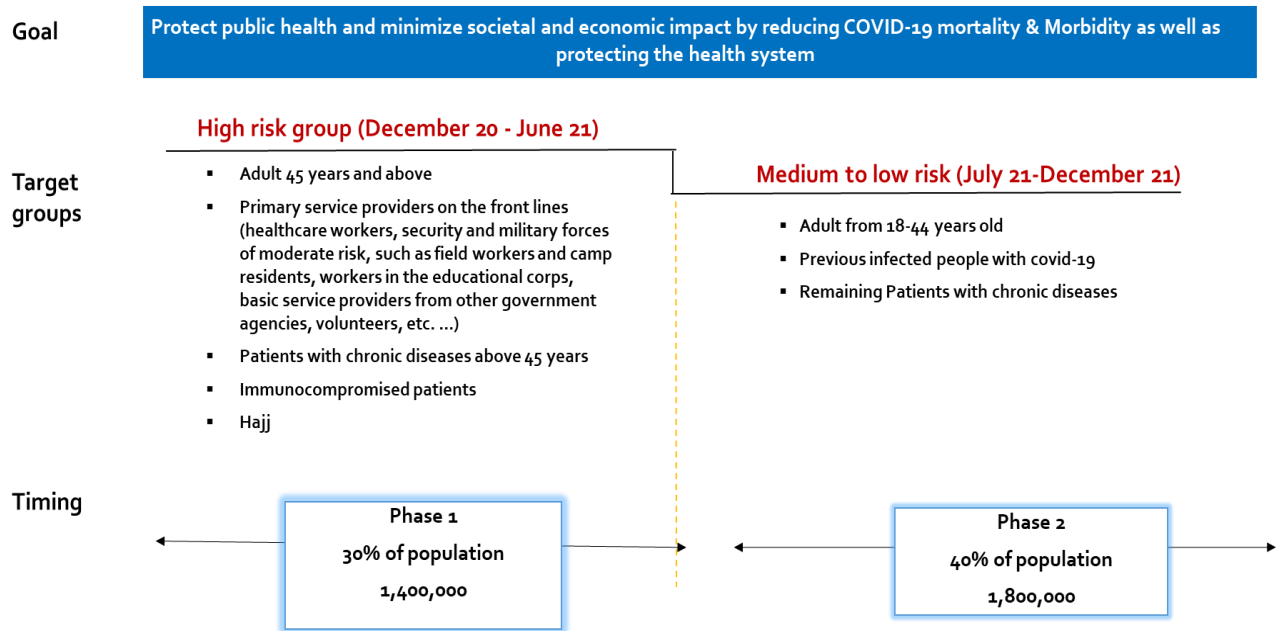 Goal
Protect public health and minimize societal and economic impact by reducing COVID-19 mortality & Morbidity as well as
protecting the health system
High risk group (December 20 - June 21)
Target
groups
▪ Adult 45 years and above
▪ Primary service providers on the front lines
(healthcare workers, security and military forces
of moderate risk, such as field workers and camp
residents, workers in the educational corps,
basic service providers from other government
agencies, volunteers, etc. ...)
▪ Patients with chronic diseases above 45 years
▪ Immunocompromised patients
▪ Hajj
Medium to low risk (July 21-December 21)
▪ Adult from 18-44 years old
▪ Previous infected people with covid-19
▪ Remaining Patients with chronic diseases
Timing
Phase 1
30% of population
1,400,000
Phase 2
40% of population
1,800,000